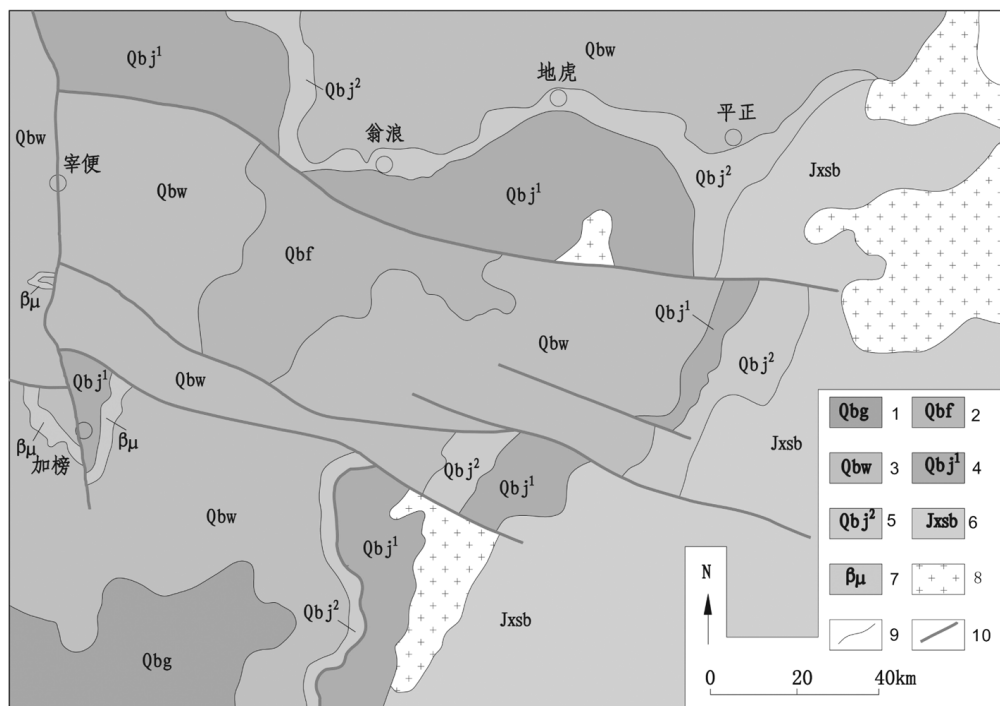 Qbj¹
Qbw
Qbj²
地虎
平正
翁浪
Qbw
宰便
Qbw
Qbj²
Jxsb
Qbj¹
Qbf
βμ
Qbj¹
Qbw
Qbj²
Qbw
Qbj¹
βμ
βμ
加榜
Jxsb
Qbj²
Qbj¹
Qbw
Qbj¹
Qbj²
Jxsb
Qbg
Qbg 1 Qbf 2
Qbw 3 Qbj¹ 4
Qbj² 5 Jxsb 6
βμ 7 8
9 10
N
0 20 40km